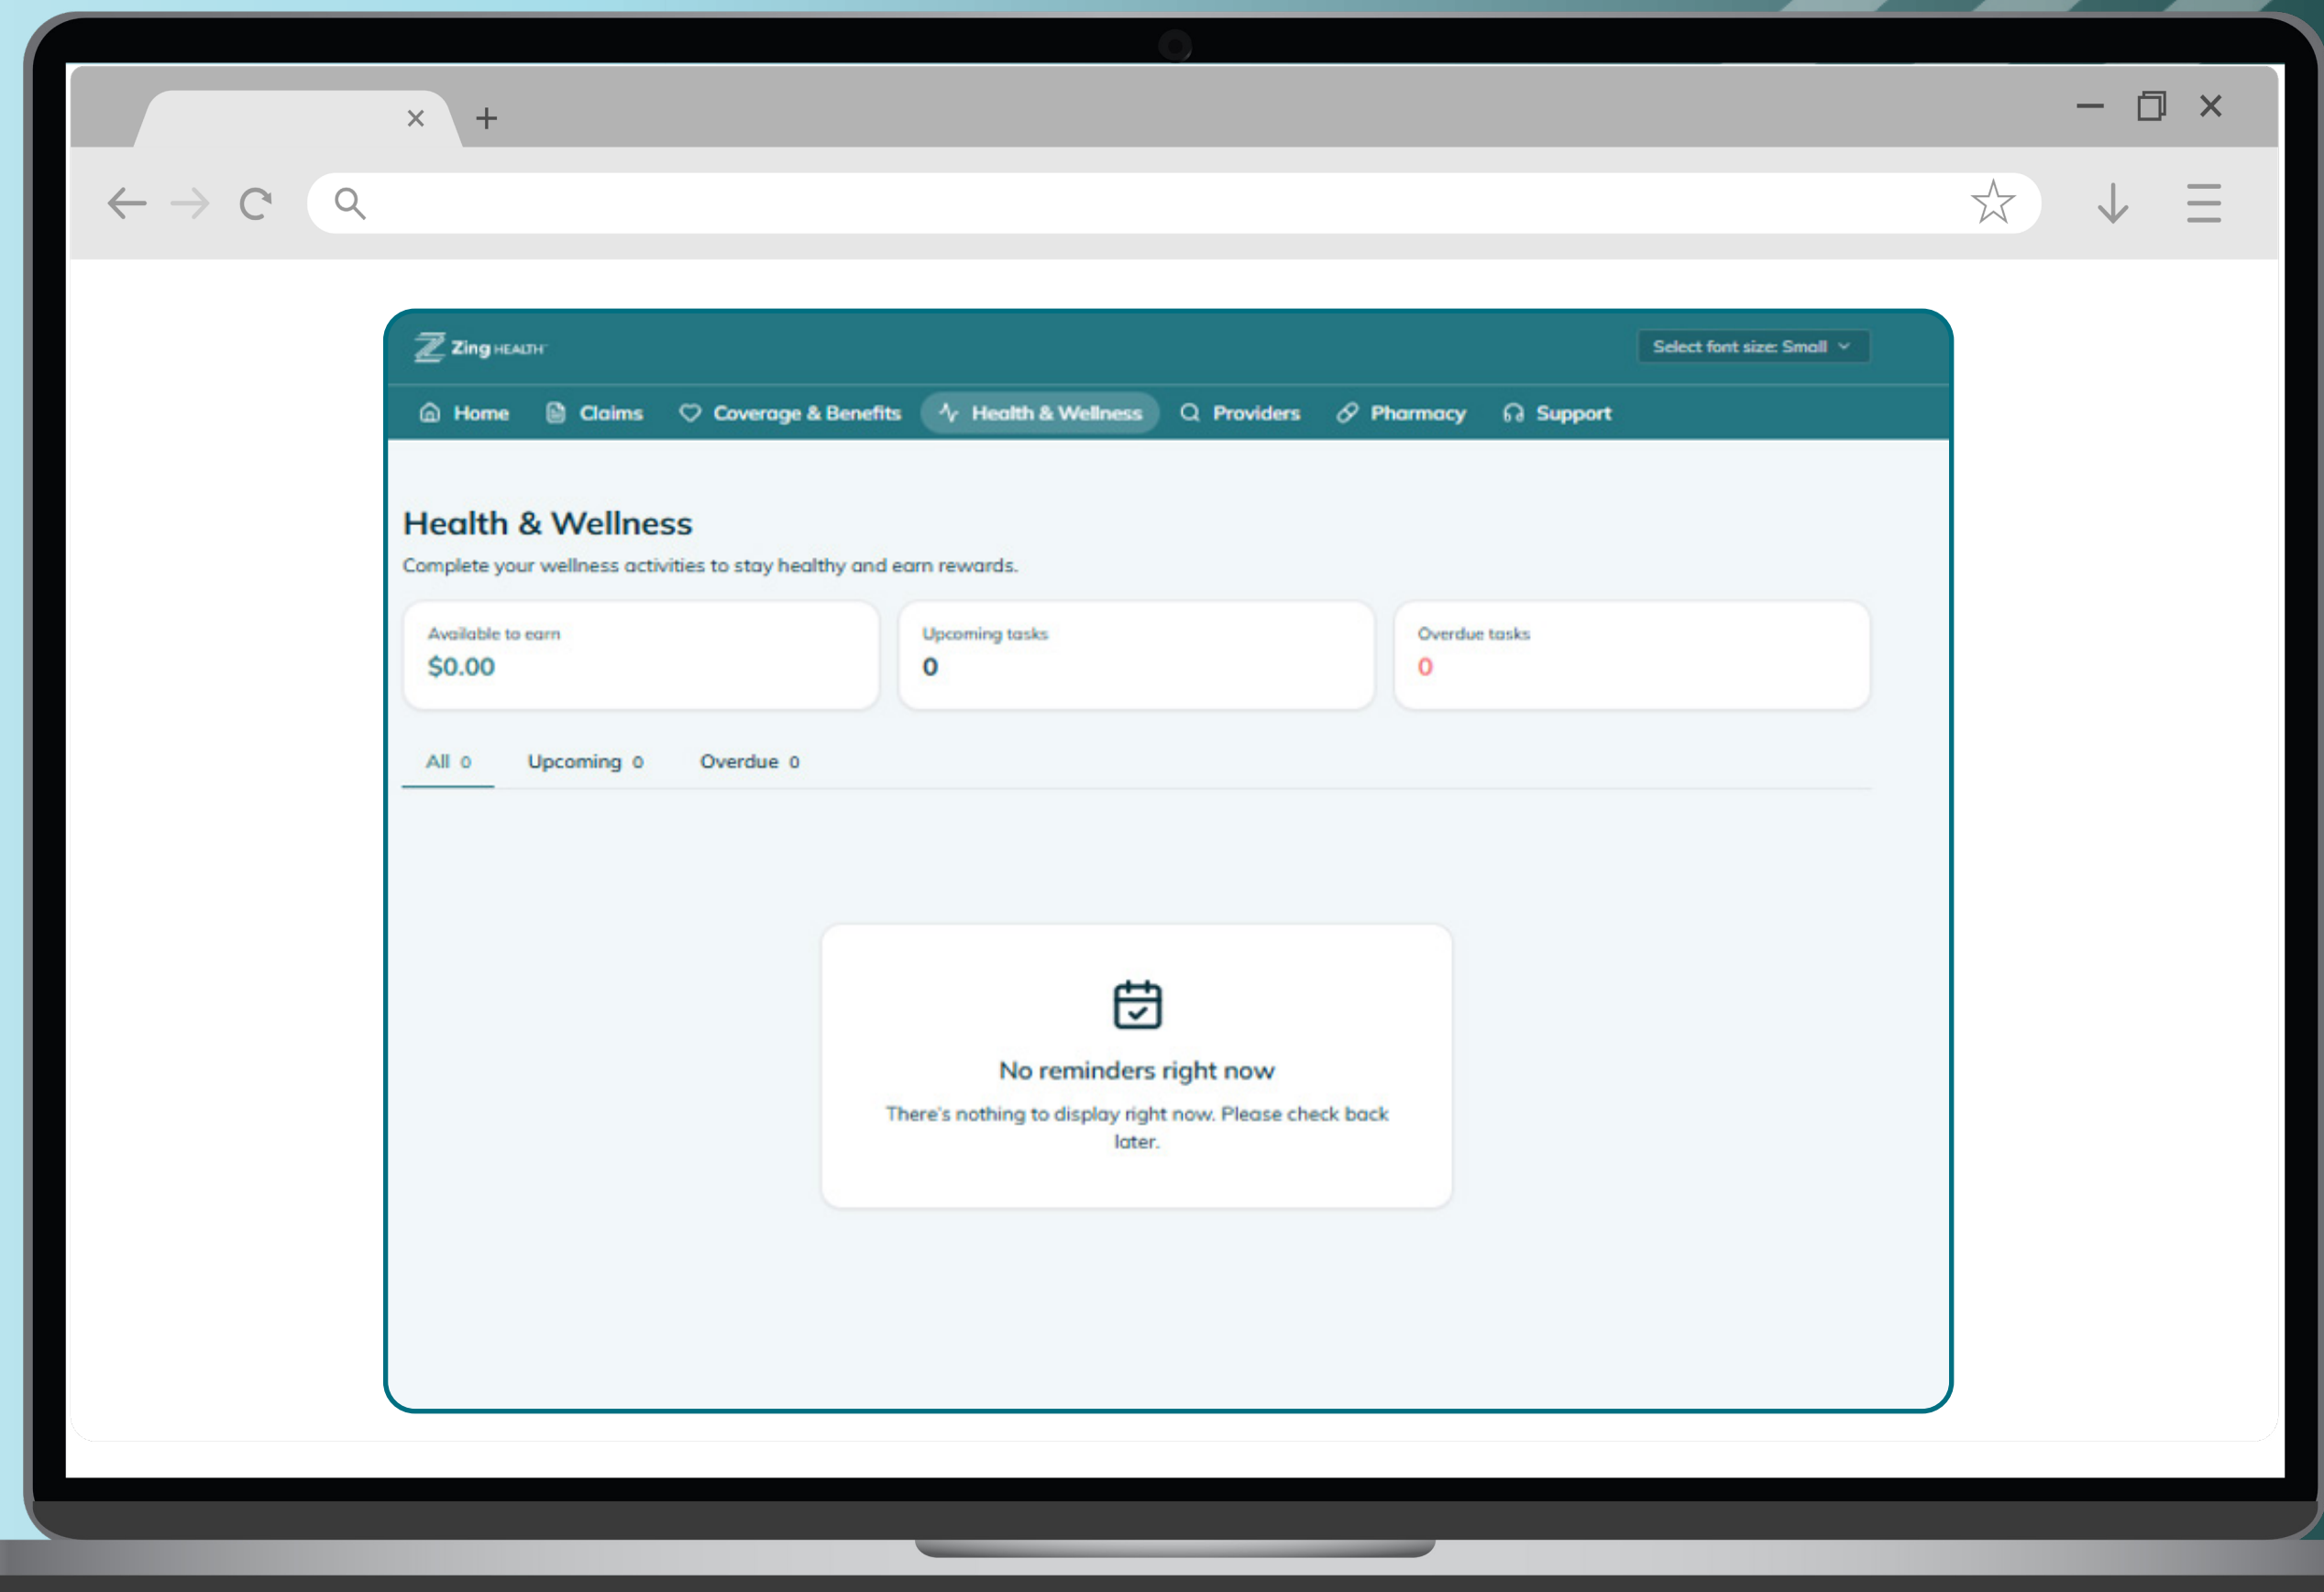 Zing HEALTH
Select font size: Small
Home Claims Coverage & Benefits Health & Wellness Providers Pharmacy Support
Health & Wellness
Complete your wellness activities to stay healthy and earn rewards.
Available to earn Upcoming tasks Overdue tasks
$0.00 0 0
All 0 Upcoming 0 Overdue 0
No reminders right now
There's nothing to display right now. Please check back
later.